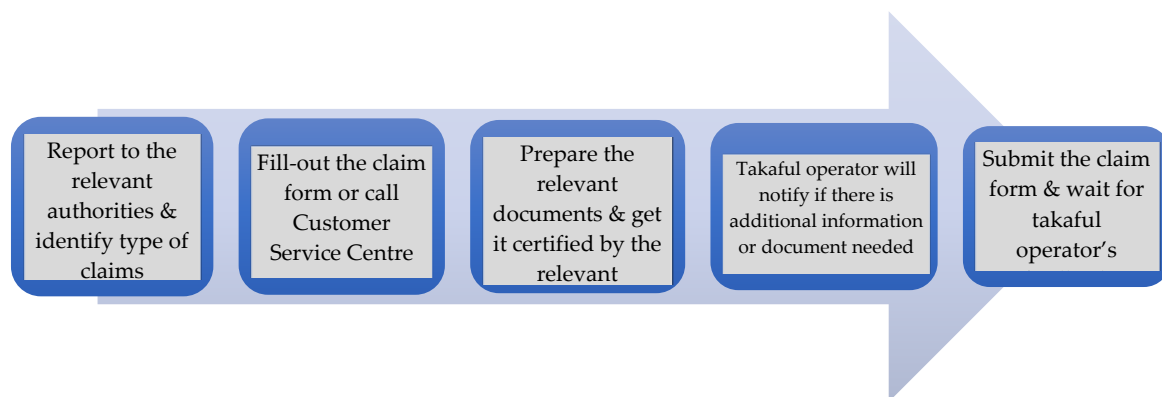 Report to the
relevant
authorities &
identify type of
claims
Fill-out the claim
form or call
Customer
Service Centre
Prepare the
relevant
documents & get
it certified by the
relevant
Takaful operator will
notify if there is
additional information
or document needed
Submit the claim
form & wait for
takaful
operator’s